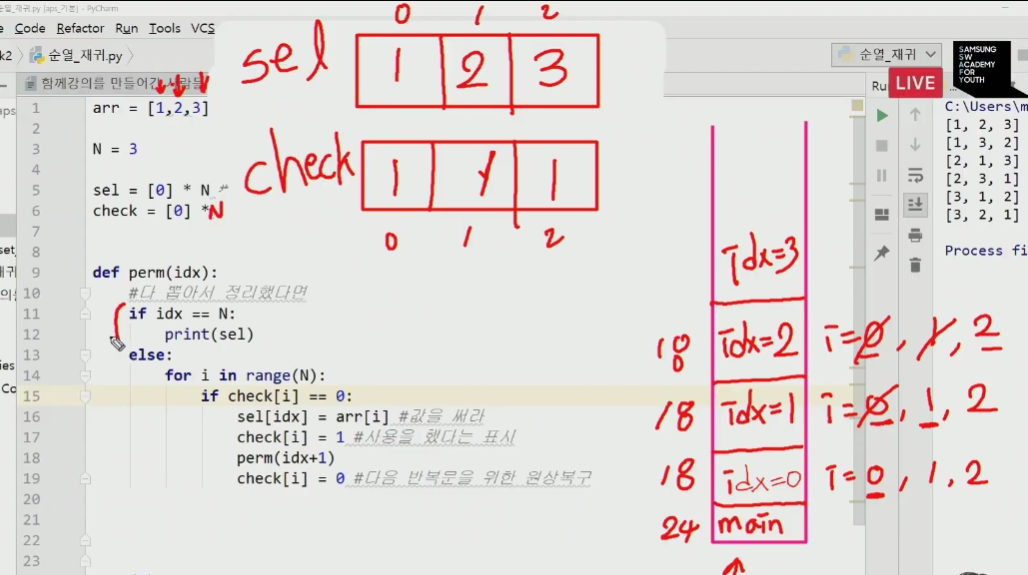 순열_재귀.py [aps_기본] - PyCharm
Code Refactor Run Tools VCS
순열_재귀.py
순열_재귀
SAMSUNG
SW
ACADEMY
FOR
YOUTH
LIVE
함께강의를 만들어간 사람들
sel
0 1 2
1 2 3
check
1 1 1
0 1 2
1 arr = [1,2,3]
2
3 N = 3
4
5 sel = [0] * N
6 check = [0] *N
7
8
9 def perm(idx):
10 #다 뽑아서 정리했다면
11 if idx == N:
12 print(sel)
13 else:
14 for i in range(N):
15 if check[i] == 0:
16 sel[idx] = arr[i] #값을 써라
17 check[i] = 1 #사용을 했다는 표시
18 perm(idx+1)
19 check[i] = 0 #다음 반복문을 위한 원상복구
20
21
22
23
idx=3
idx=2 i=0, 1, 2
18 idx=1 i=0, 1, 2
18 idx=0 i=0, 1, 2
24 main
C:\Users\m
[1, 2, 3]
[1, 3, 2]
[2, 1, 3]
[2, 3, 1]
[3, 1, 2]
[3, 2, 1]
Process fi